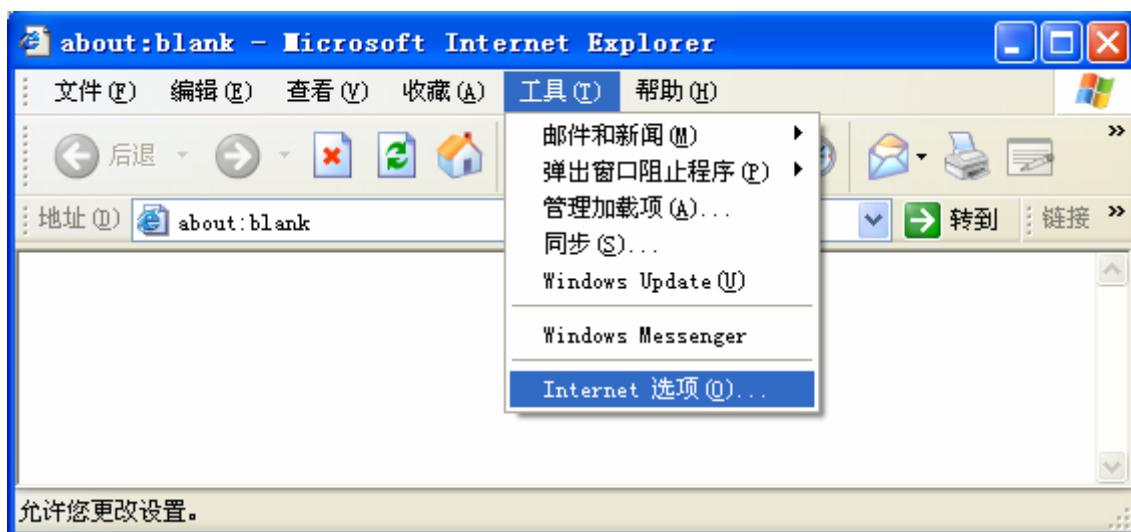 about:blank - Microsoft Internet Explorer
文件(F) 编辑(E) 查看(V) 收藏(A) 工具(T) 帮助(H)
后退
地址(D) about:blank 转到 链接
邮件和新闻(M)
弹出窗口阻止程序(P)
管理加载项(A)...
同步(S)...
Windows Update(U)
Windows Messenger
Internet 选项(O)...
允许您更改设置。